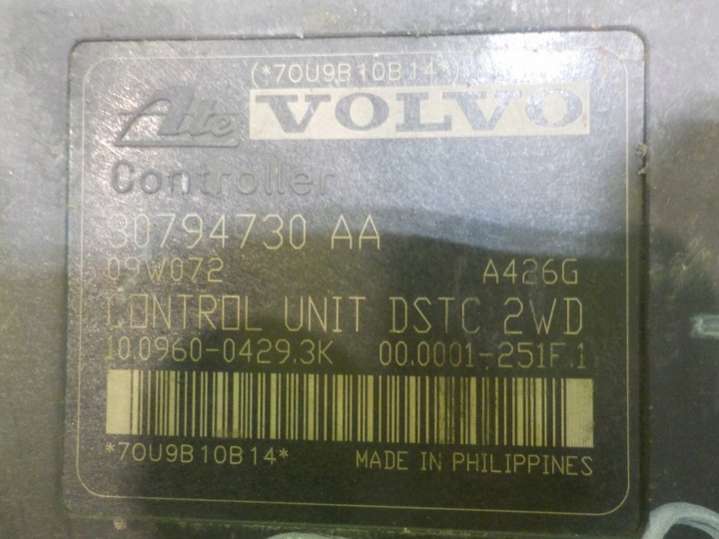 (*70U9B10B14*)
Ate VOLVO
Controller
30794730 AA
09W072 A426G
CONTROL UNIT DSTC 2WD
10.0960-0429.3K 00.0001-251F.1
*70U9B10B14* MADE IN PHILIPPINES